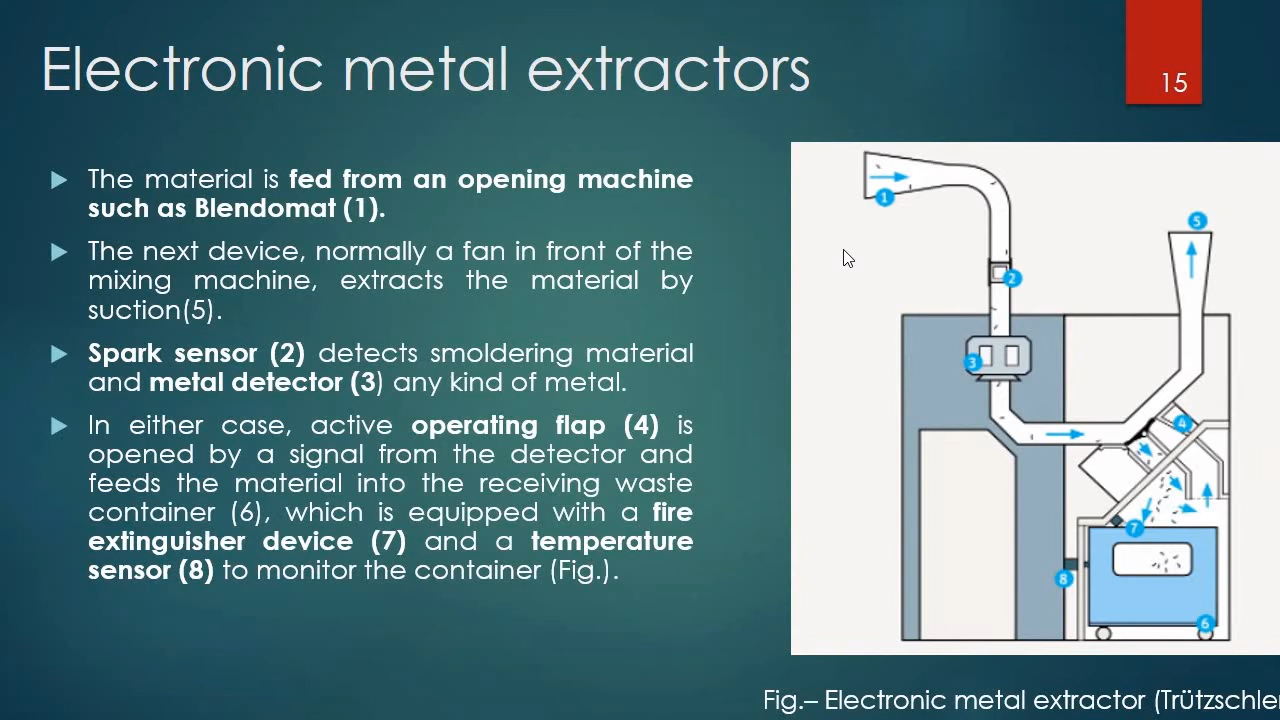 Electronic metal extractors
15
The material is fed from an opening machine
such as Blendomat (1).
The next device, normally a fan in front of the
mixing machine, extracts the material by
suction(5).
Spark sensor (2) detects smoldering material
and metal detector (3) any kind of metal.
In either case, active operating flap (4) is
opened by a signal from the detector and
feeds the material into the receiving waste
container (6), which is equipped with a fire
extinguisher device (7) and a temperature
sensor (8) to monitor the container (Fig.).
1
5
2
3
4
7
8
6
Fig.– Electronic metal extractor (Trützschler